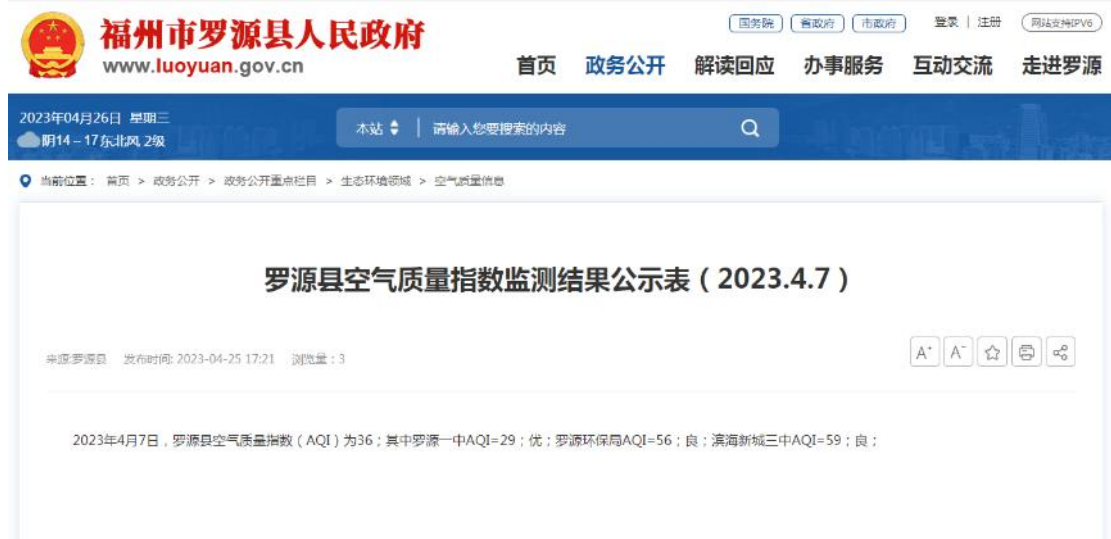 福州市罗源县人民政府
www.luoyuan.gov.cn
国务院 省政府 市政府 登录 | 注册 网站支持IPV6
首页 政务公开 解读回应 办事服务 互动交流 走进罗源
2023年04月26日 星期三
阴14－17东北风 2级
本站 请输入您要搜索的内容
当前位置： 首页 > 政务公开 > 政务公开重点栏目 > 生态环境领域 > 空气质量信息
罗源县空气质量指数监测结果公示表（2023.4.7）
来源:罗源县 发布时间: 2023-04-25 17:21 浏览量：3
A+ A-
2023年4月7日，罗源县空气质量指数（AQI）为36；其中罗源一中AQI=29；优；罗源环保局AQI=56；良；滨海新城三中AQI=59；良；